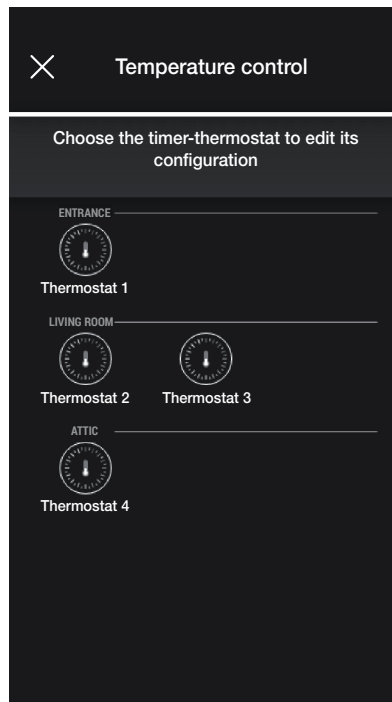 Temperature control
Choose the timer-thermostat to edit its
configuration
ENTRANCE
Thermostat 1
LIVING ROOM
Thermostat 2 Thermostat 3
ATTIC
Thermostat 4